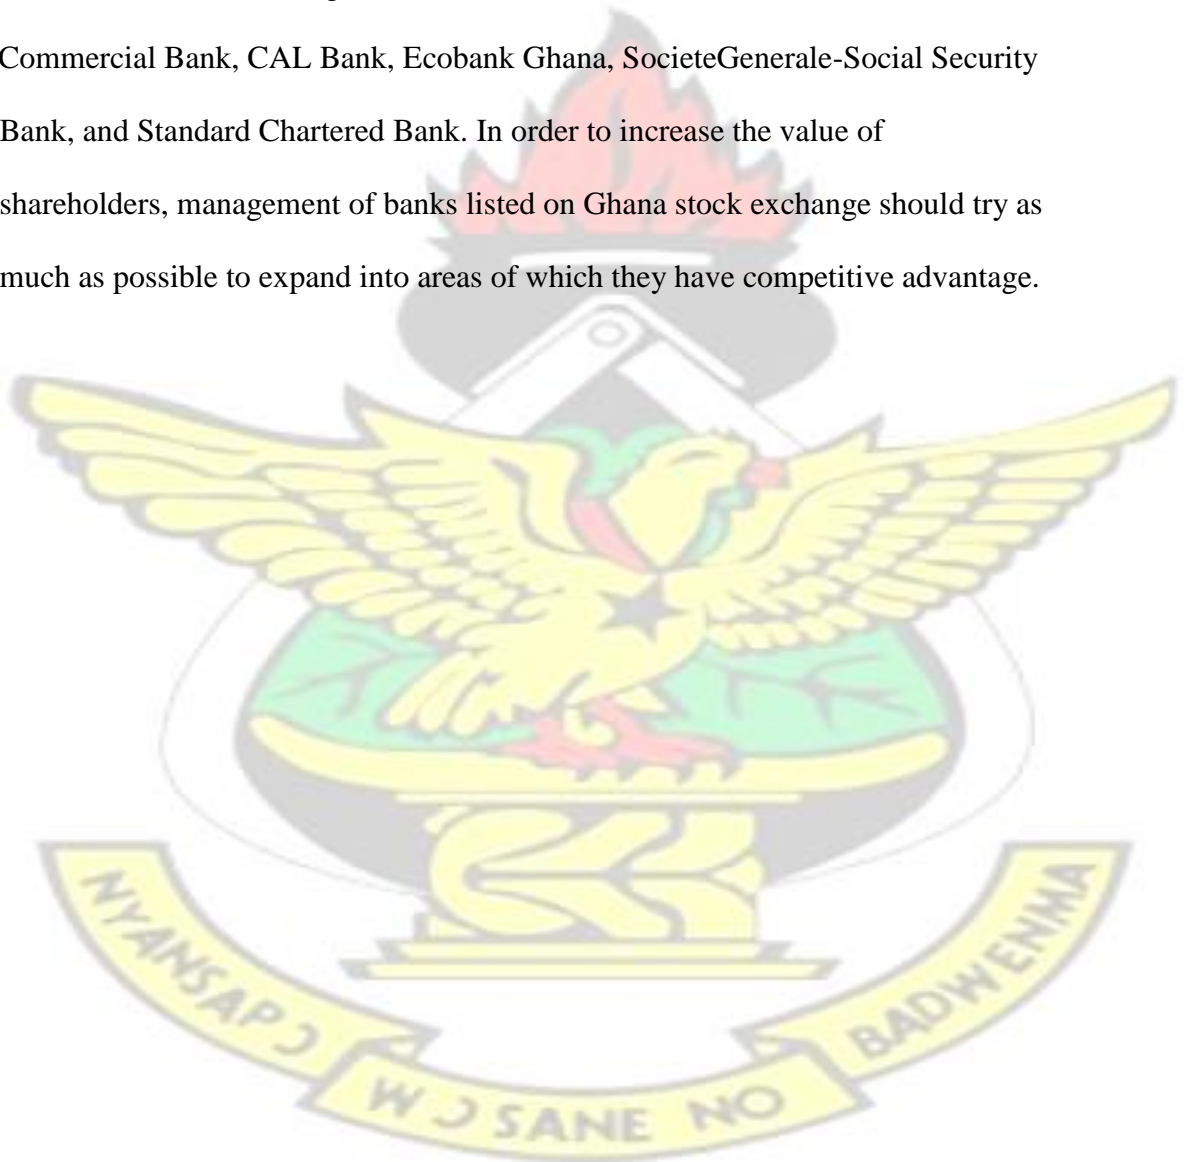 Commercial Bank, CAL Bank, Ecobank Ghana, SocieteGenerale-Social Security
Bank, and Standard Chartered Bank. In order to increase the value of
shareholders, management of banks listed on Ghana stock exchange should try as
much as possible to expand into areas of which they have competitive advantage.
NYANSAPƆ
WƆSANE NO
BADWENMA